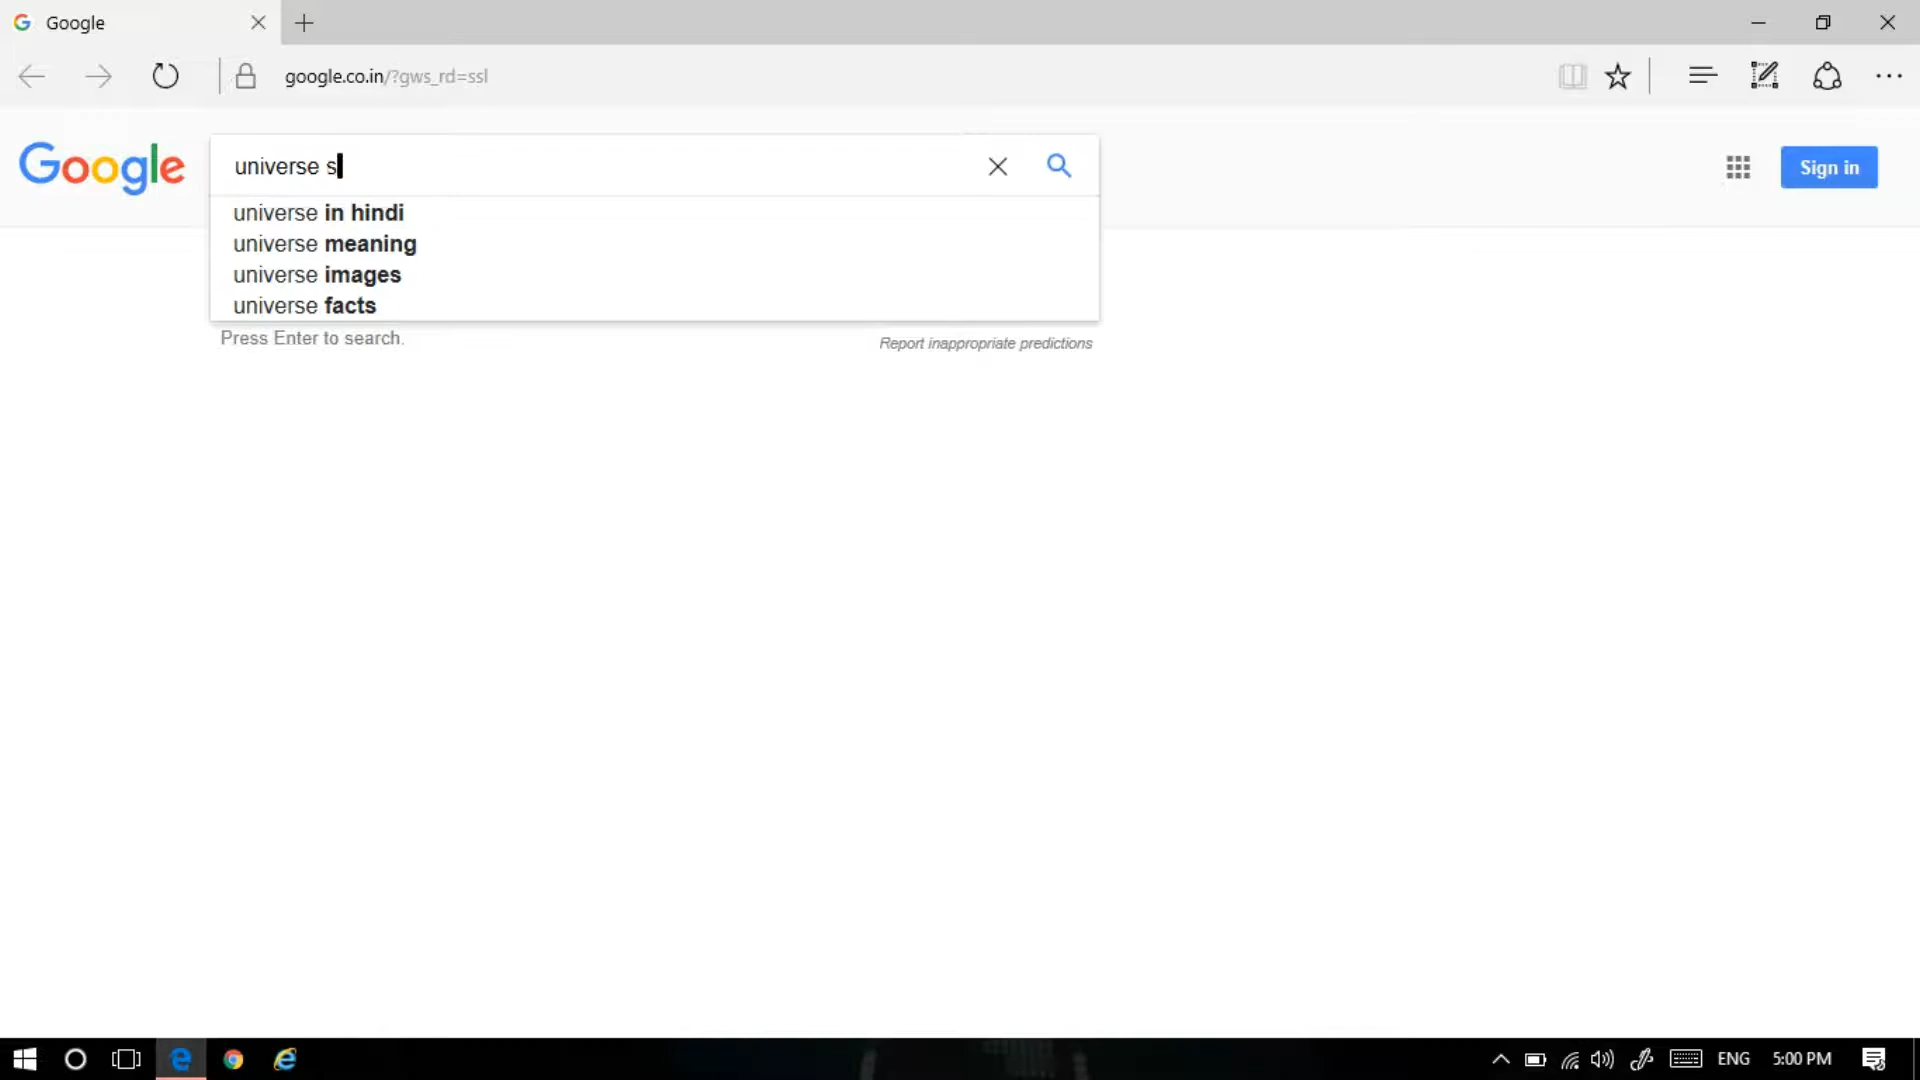 Google
google.co.in/?gws_rd=ssl
Google
universe s
Sign in
universe in hindi
universe meaning
universe images
universe facts
Press Enter to search.
Report inappropriate predictions
ENG
5:00 PM